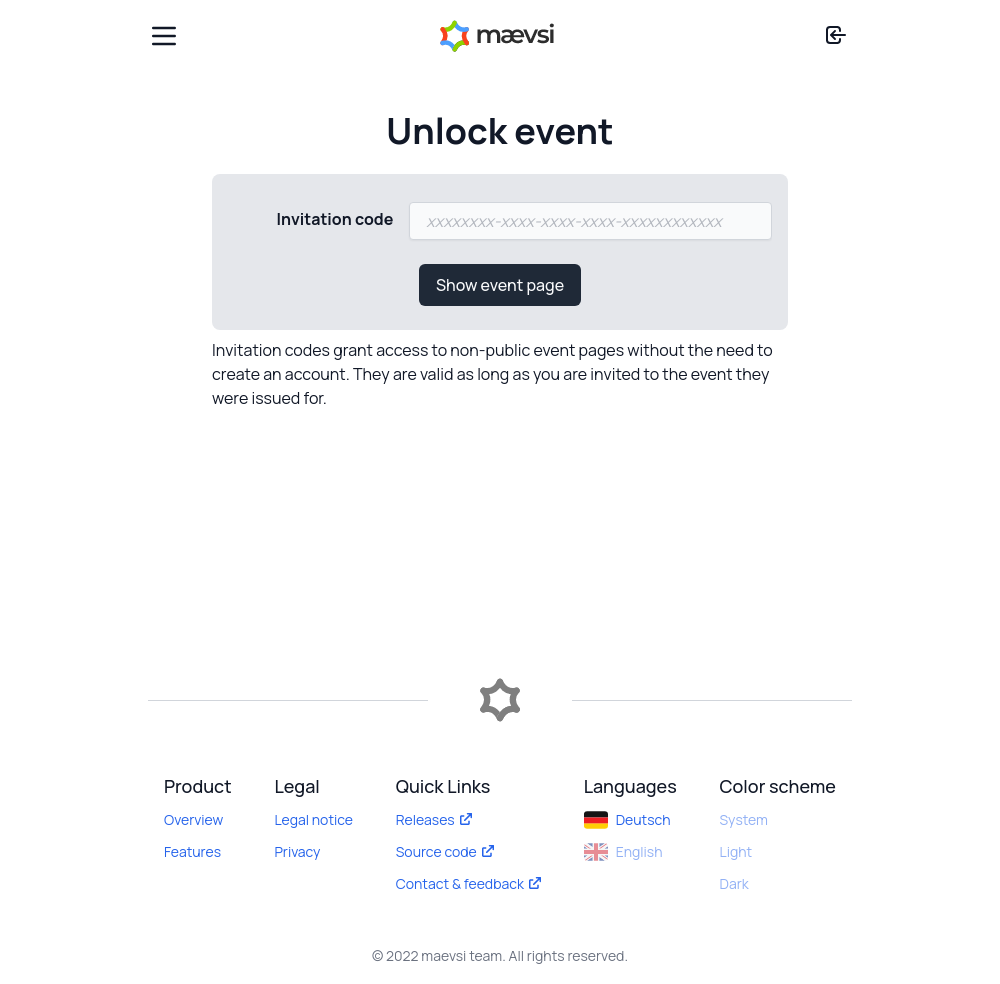 mævsi
Unlock event
Invitation code
xxxxxxxx-xxxx-xxxx-xxxx-xxxxxxxxxxxx
Show event page
Invitation codes grant access to non-public event pages without the need to
create an account. They are valid as long as you are invited to the event they
were issued for.
Product
Overview
Features
Legal
Legal notice
Privacy
Quick Links
Releases
Source code
Contact & feedback
Languages
Deutsch
English
Color scheme
System
Light
Dark
© 2022 maevsi team. All rights reserved.